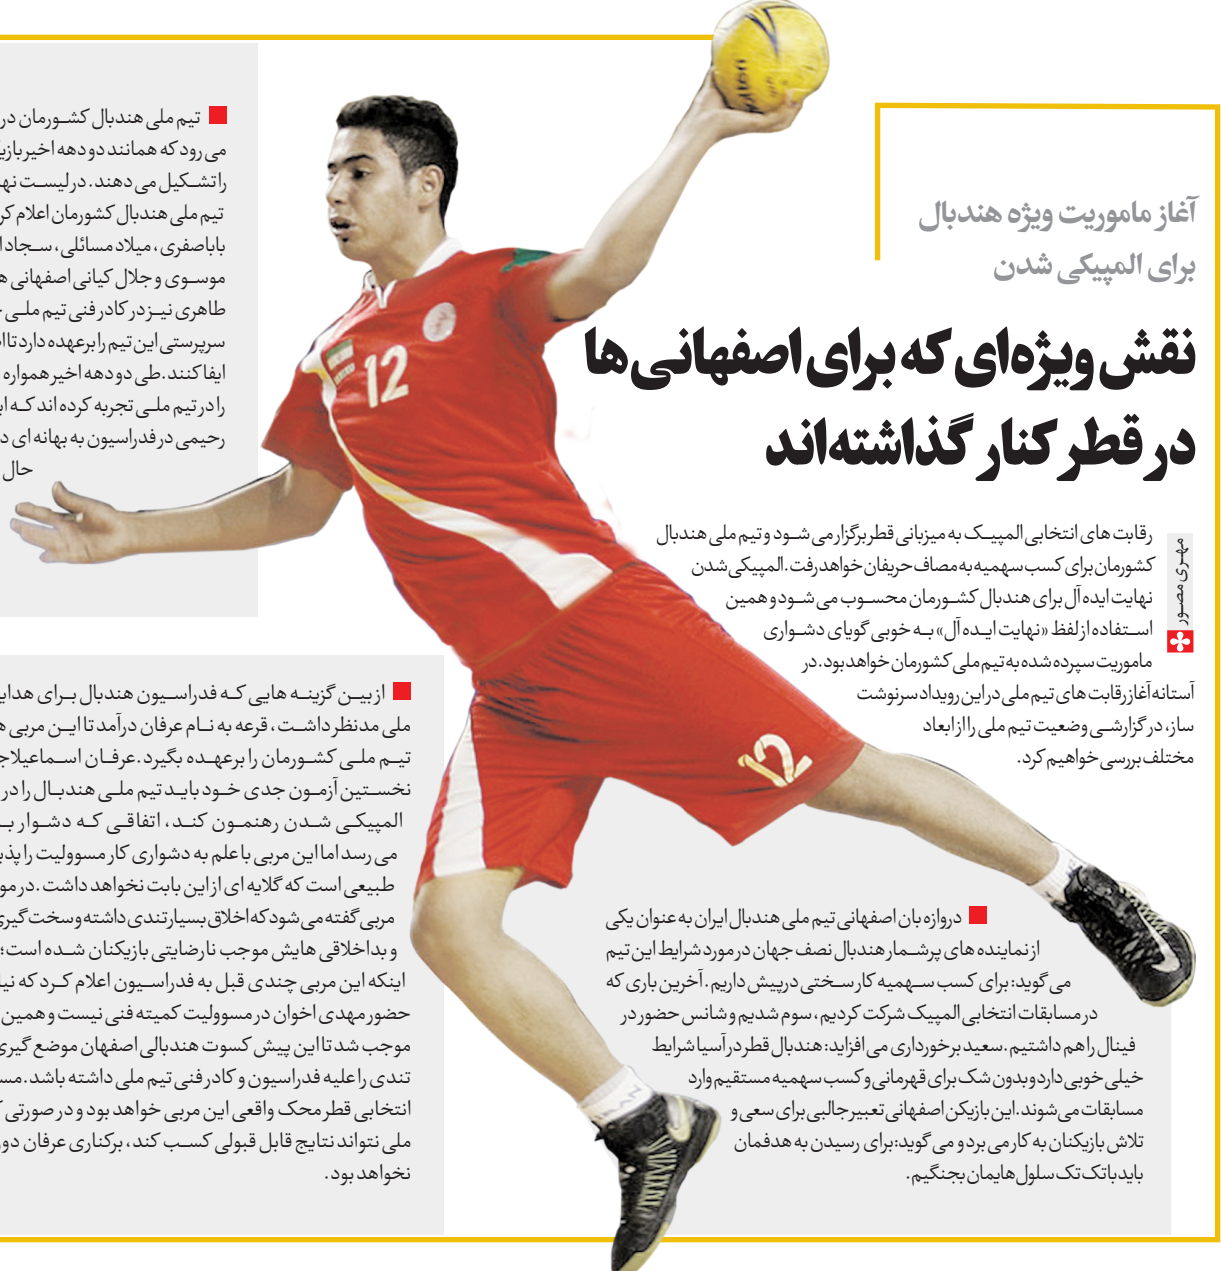 آغاز ماموریت ویژه هندبال
برای المپیکی شدن
نقش ویژه‌ای که برای اصفهانی‌ها
در قطر کنار گذاشته‌اند
مهری مصور
رقابت های انتخابی المپیک به میزبانی قطر برگزار می شود و تیم ملی هندبال
کشورمان برای کسب سهمیه به مصاف حریفان خواهد رفت. المپیکی شدن
نهایت ایده آل برای هندبال کشورمان محسوب می شود و همین
استفاده از لفظ «نهایت ایده آل» به خوبی گویای دشواری
ماموریت سپرده شده به تیم ملی کشورمان خواهد بود. در
آستانه آغاز رقابت های تیم ملی در این رویداد سرنوشت
ساز، در گزارشی وضعیت تیم ملی را از ابعاد
مختلف بررسی خواهیم کرد.
دروازه بان اصفهانی تیم ملی هندبال ایران به عنوان یکی
از نماینده های پرشمار هندبال نصف جهان در مورد شرایط این تیم
می گوید: برای کسب سهمیه کار سختی درپیش داریم. آخرین باری که
در مسابقات انتخابی المپیک شرکت کردیم، سوم شدیم و شانس حضور در
فینال را هم داشتیم. سعید برخورداری می افزاید: هندبال قطر در آسیا شرایط
خیلی خوبی دارد و بدون شک برای قهرمانی و کسب سهمیه مستقیم وارد
مسابقات می شوند. این بازیکن اصفهانی تعبیر جالبی برای سعی و
تلاش بازیکنان به کار می برد و می گوید: برای رسیدن به هدفمان
باید با تک تک سلول هایمان بجنگیم.
تیم ملی هندبال کشورمان در
می رود که همانند دو دهه اخیر
را تشکیل می دهند. در لیست
تیم ملی هندبال کشورمان اعلام
باباصفری، میلاد مسائلی، سجاد
موسوی و جلال کیانی اصفهانی
طاهری نیز در کادر فنی تیم ملی
سرپرستی این تیم را برعهده دارد تا
ایفا کنند. طی دو دهه اخیر همواره
را در تیم ملی تجربه کرده اند که
رحیمی در فدراسیون به بهانه ای
حال
از بین گزینه هایی که فدراسیون هندبال برای
ملی مدنظر داشت، قرعه به نام عرفان درآمد تا این مربی
تیم ملی کشورمان را برعهده بگیرد. عرفان
نخستین آزمون جدی خود باید تیم ملی هندبال را در
المپیکی شدن رهنمون کند، اتفاقی که دشوار
می رسد اما این مربی با علم به دشواری کار مسوولیت را
طبیعی است که گلایه ای از این بابت نخواهد داشت. در
مربی گفته می شود که اخلاق بسیار تندی داشته و سخت
و بداخلاقی هایش موجب نارضایتی بازیکنان شده است؛
اینکه این مربی چندی قبل به فدراسیون اعلام کرد که
حضور مهدی اخوان در مسوولیت کمیته فنی نیست و همین
موجب شد تا این پیش کسوت هندبالی اصفهان موضع
تندی را علیه فدراسیون و کادر فنی تیم ملی داشته باشد.
انتخابی قطر محک واقعی این مربی خواهد بود و در صورتی
ملی نتواند نتایج قابل قبولی کسب کند، برکناری عرفان
نخواهد بود.
12
12